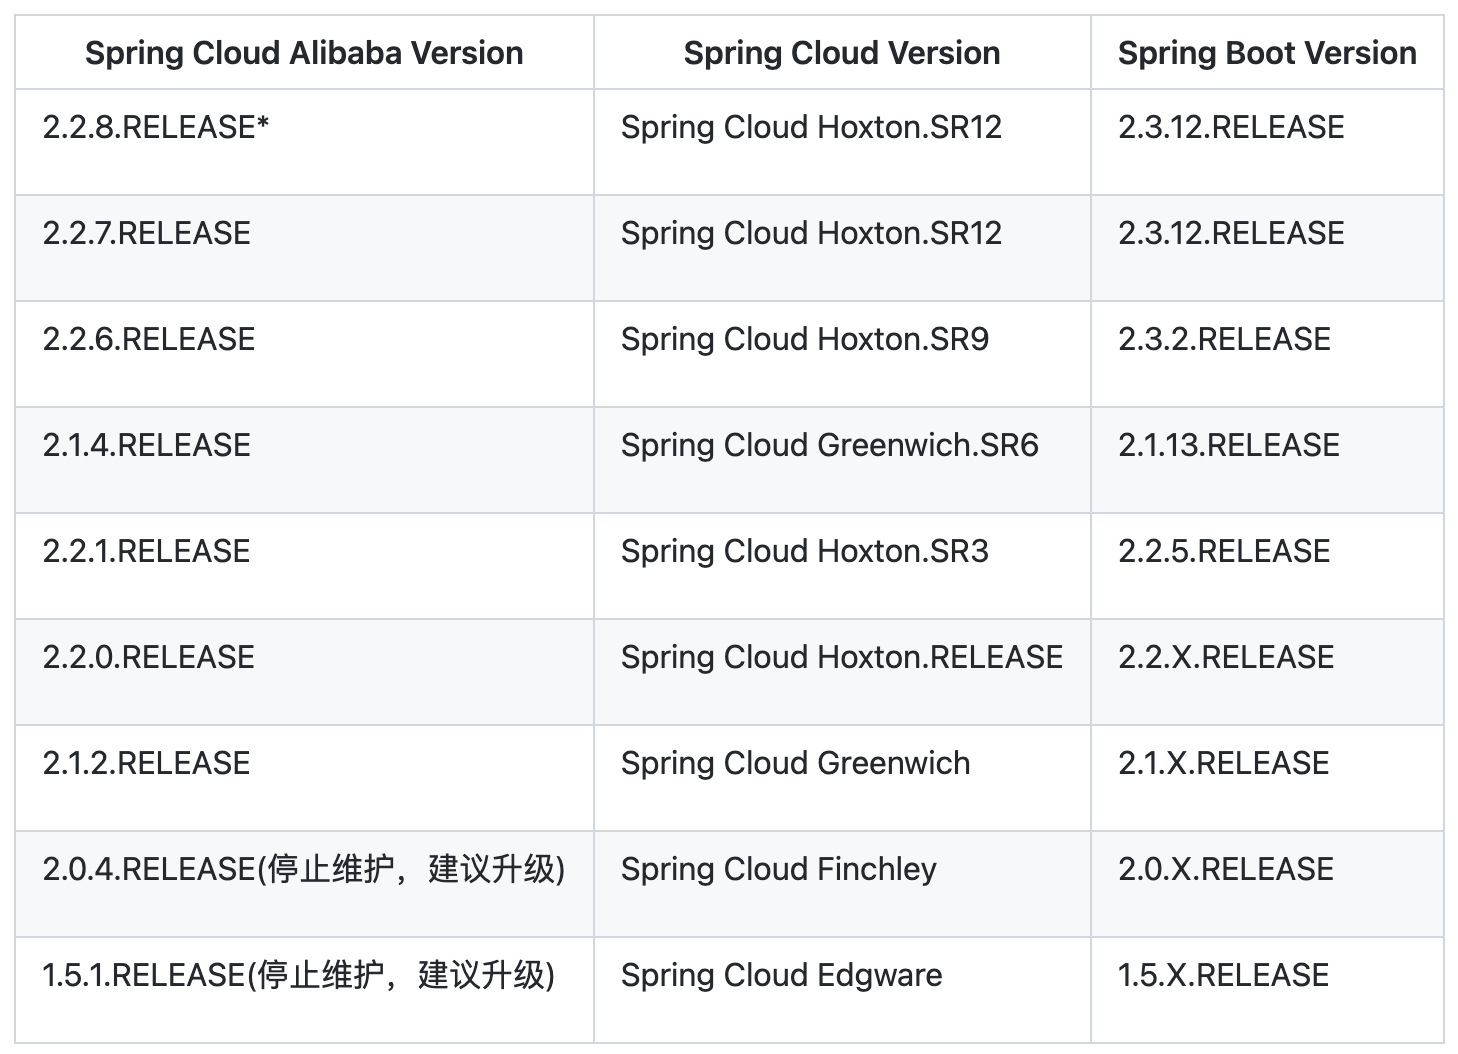 Spring Cloud Alibaba Version Spring Cloud Version Spring Boot Version
2.2.8.RELEASE* Spring Cloud Hoxton.SR12 2.3.12.RELEASE
2.2.7.RELEASE Spring Cloud Hoxton.SR12 2.3.12.RELEASE
2.2.6.RELEASE Spring Cloud Hoxton.SR9 2.3.2.RELEASE
2.1.4.RELEASE Spring Cloud Greenwich.SR6 2.1.13.RELEASE
2.2.1.RELEASE Spring Cloud Hoxton.SR3 2.2.5.RELEASE
2.2.0.RELEASE Spring Cloud Hoxton.RELEASE 2.2.X.RELEASE
2.1.2.RELEASE Spring Cloud Greenwich 2.1.X.RELEASE
2.0.4.RELEASE(停止维护，建议升级) Spring Cloud Finchley 2.0.X.RELEASE
1.5.1.RELEASE(停止维护，建议升级) Spring Cloud Edgware 1.5.X.RELEASE